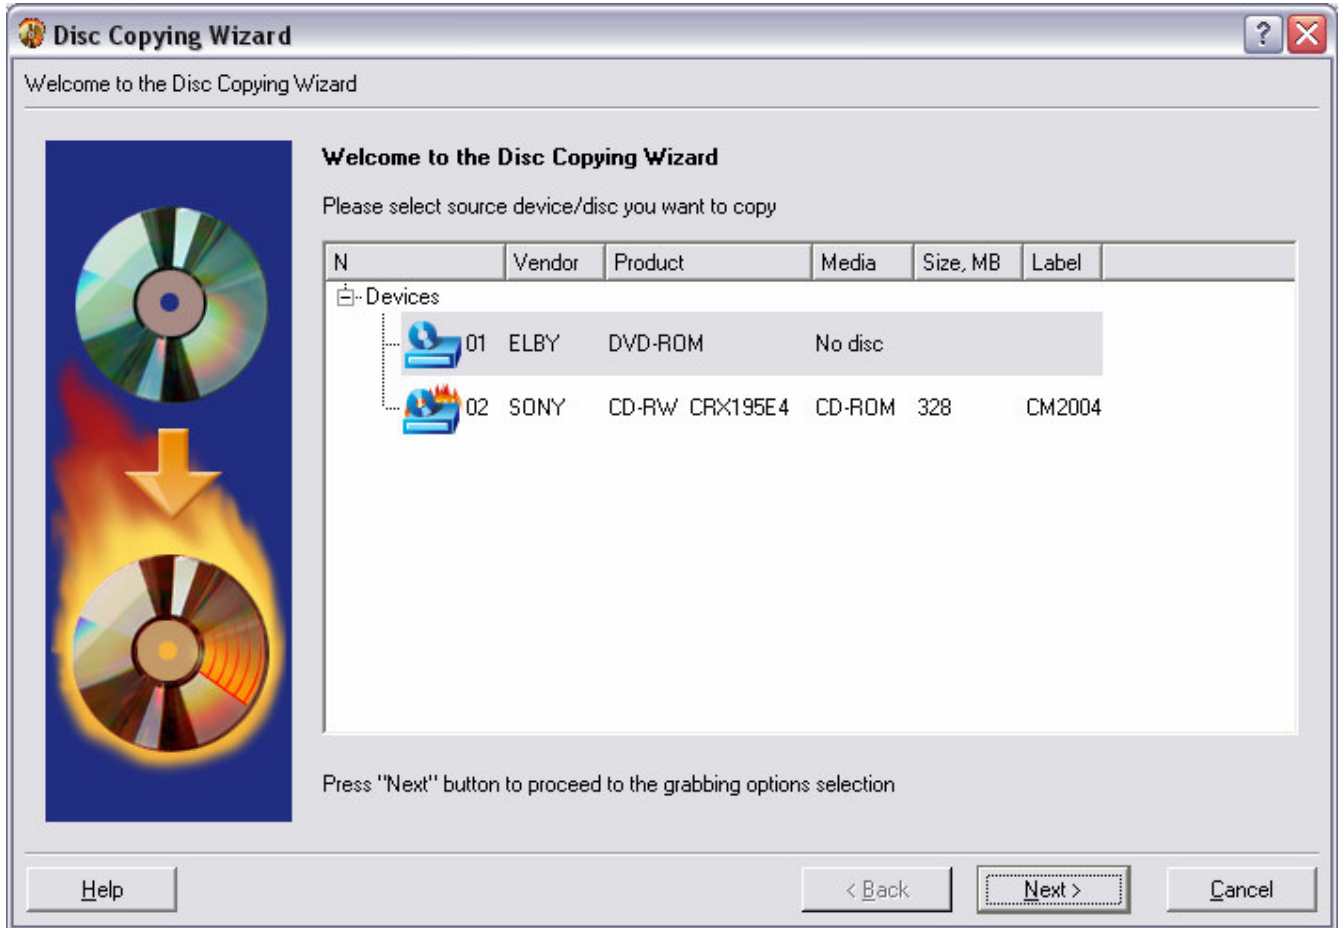 Disc Copying Wizard
Welcome to the Disc Copying Wizard
Welcome to the Disc Copying Wizard
Please select source device/disc you want to copy
N Vendor Product Media Size, MB Label
Devices
01 ELBY DVD-ROM No disc
02 SONY CD-RW CRX195E4 CD-ROM 328 CM2004
Press "Next" button to proceed to the grabbing options selection
Help < Back Next > Cancel